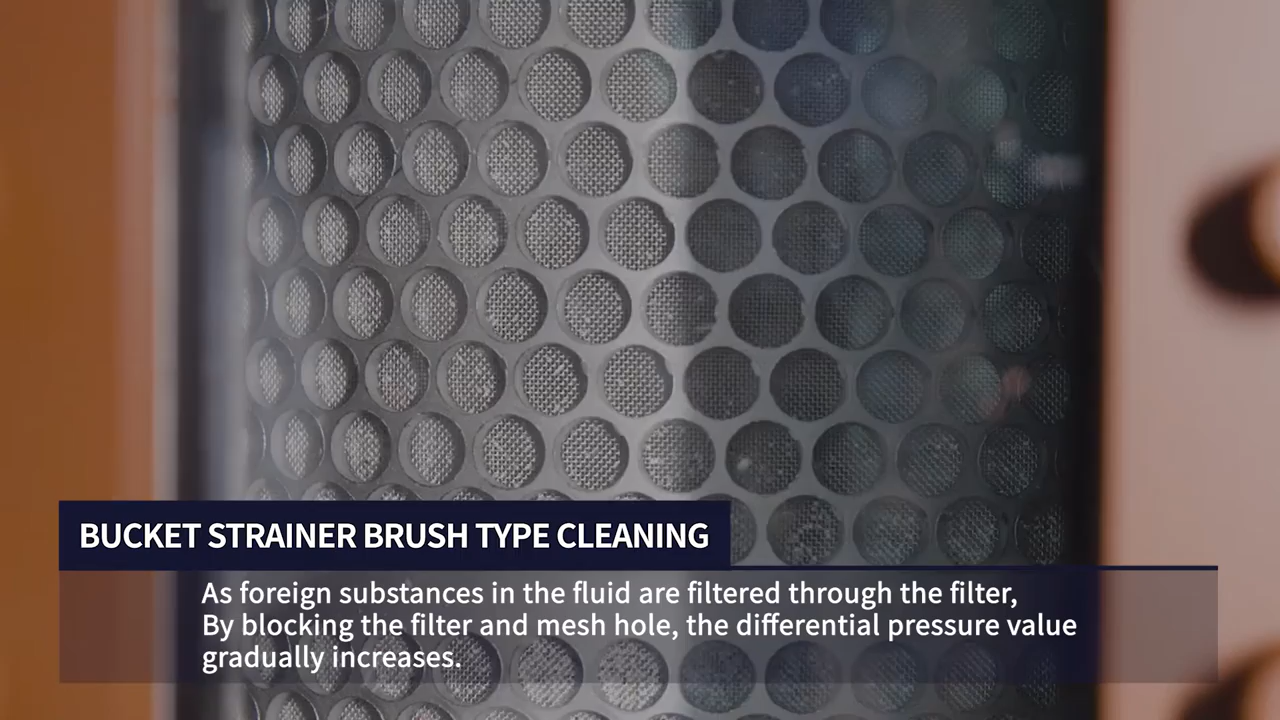 BUCKET STRAINER BRUSH TYPE CLEANING
As foreign substances in the fluid are filtered through the filter,
By blocking the filter and mesh hole, the differential pressure value
gradually increases.